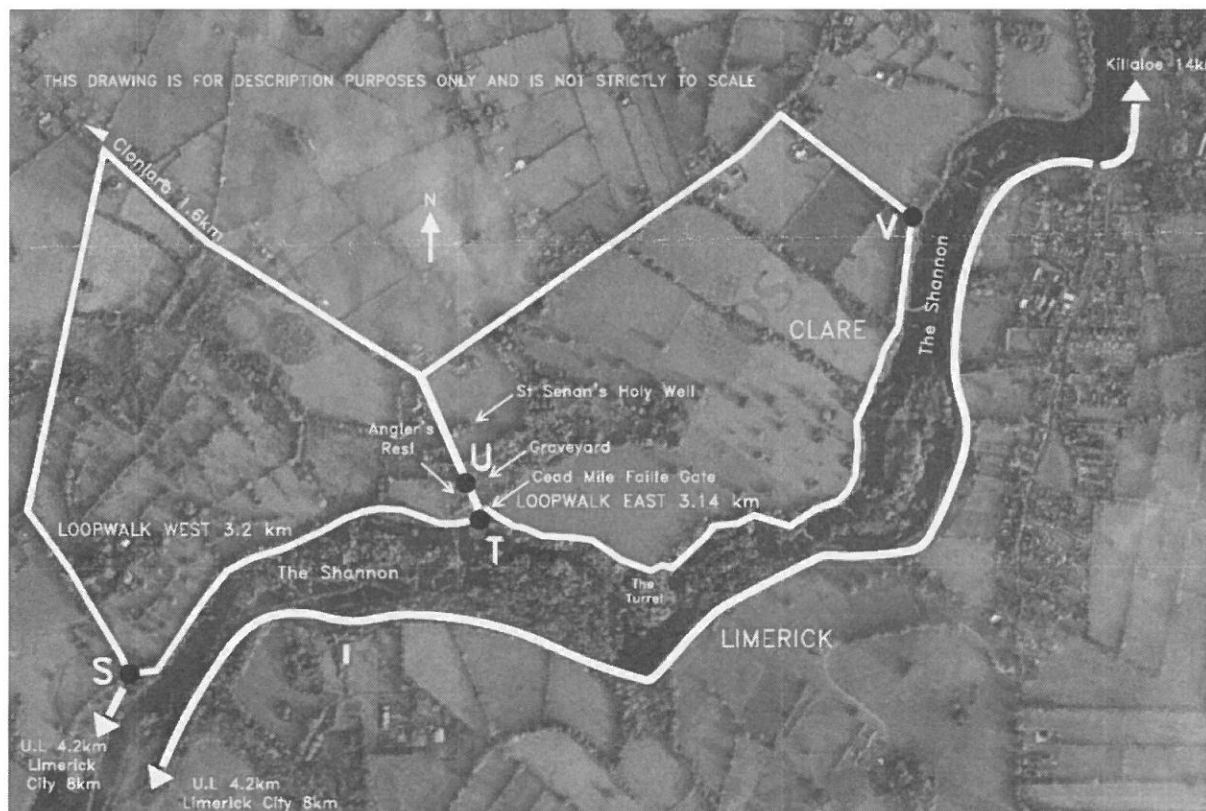 THIS DRAWING IS FOR DESCRIPTION PURPOSES ONLY AND IS NOT STRICTLY TO SCALE
Killaloe 14km
Clonlara 1.6km
N
V
The Shannon
CLARE
St Senan's Holy Well
Angler's
Rest
U
Graveyard
Cead Mile Failte Gate
LOOPWALK EAST 3.14 km
LOOPWALK WEST 3.2 km
T
The Shannon
The
Turret
LIMERICK
S
U.L 4.2km
Limerick
City 8km
U.L 4.2km
Limerick City 8km